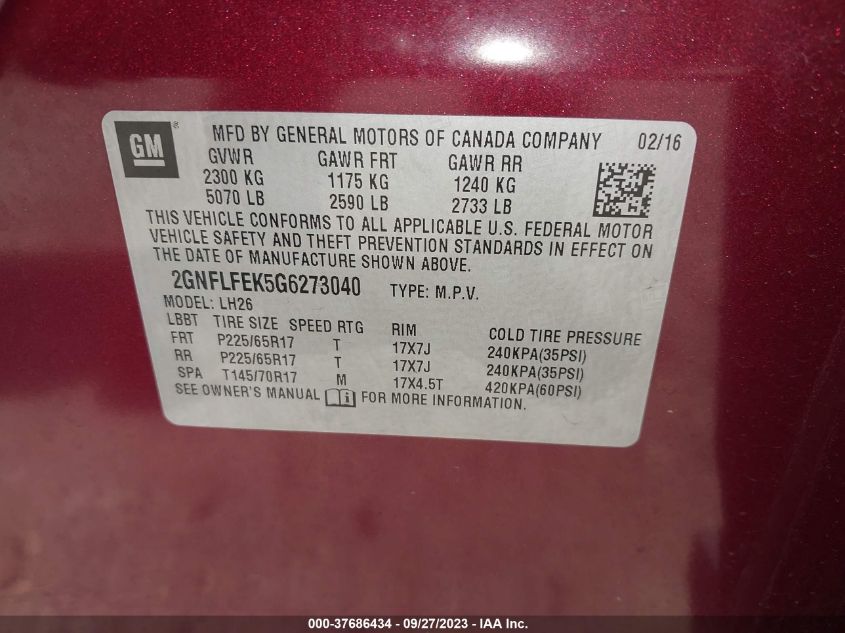 GM ® MFD BY GENERAL MOTORS OF CANADA COMPANY 02/16
GVWR GAWR FRT GAWR RR
2300 KG 1175 KG 1240 KG
5070 LB 2590 LB 2733 LB
THIS VEHICLE CONFORMS TO ALL APPLICABLE U.S. FEDERAL MOTOR
VEHICLE SAFETY AND THEFT PREVENTION STANDARDS IN EFFECT ON
THE DATE OF MANUFACTURE SHOWN ABOVE.
2GNFLFEK5G6273040 TYPE: M.P.V.
MODEL: LH26
LBBT TIRE SIZE SPEED RTG RIM COLD TIRE PRESSURE
FRT P225/65R17 T 17X7J 240KPA(35PSI)
RR P225/65R17 T 17X7J 240KPA(35PSI)
SPA T145/70R17 M 17X4.5T 420KPA(60PSI)
SEE OWNER'S MANUAL i FOR MORE INFORMATION.
000-37686434 - 09/27/2023 - IAA Inc.